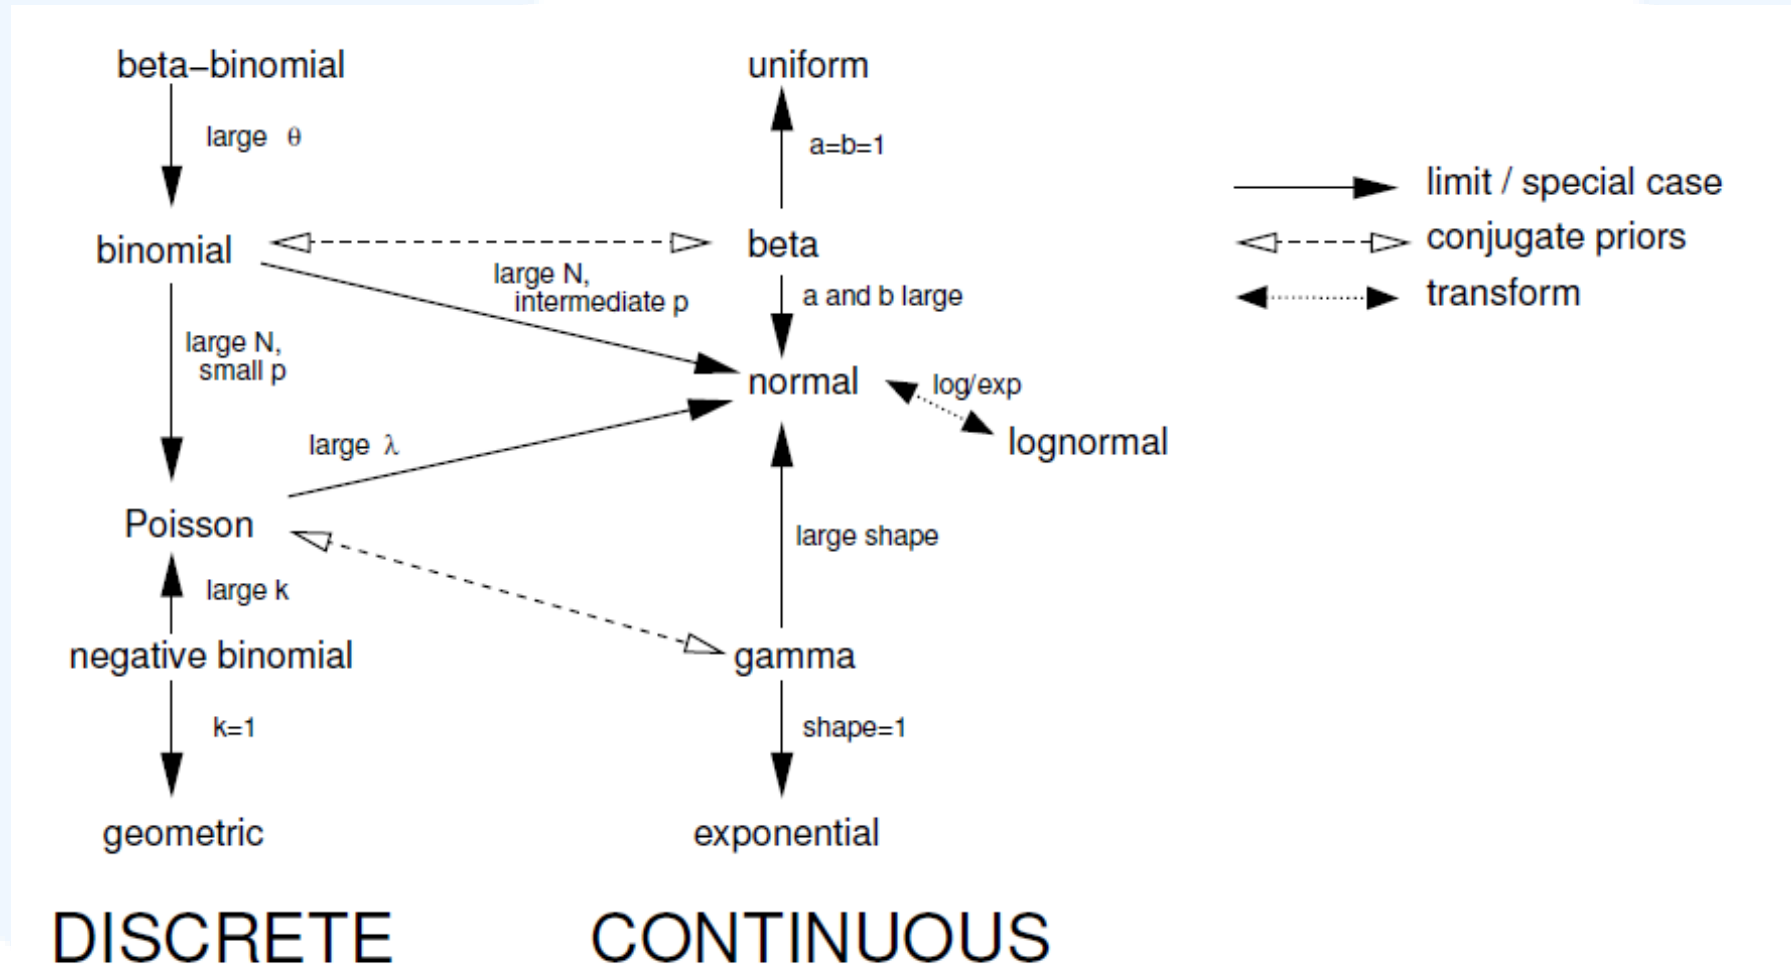 beta–binomial
large θ
binomial
large N,
small p
large N,
intermediate p
large λ
Poisson
large k
negative binomial
k=1
geometric
DISCRETE
uniform
a=b=1
beta
a and b large
normal
log/exp
lognormal
large shape
gamma
shape=1
exponential
CONTINUOUS
limit / special case
conjugate priors
transform